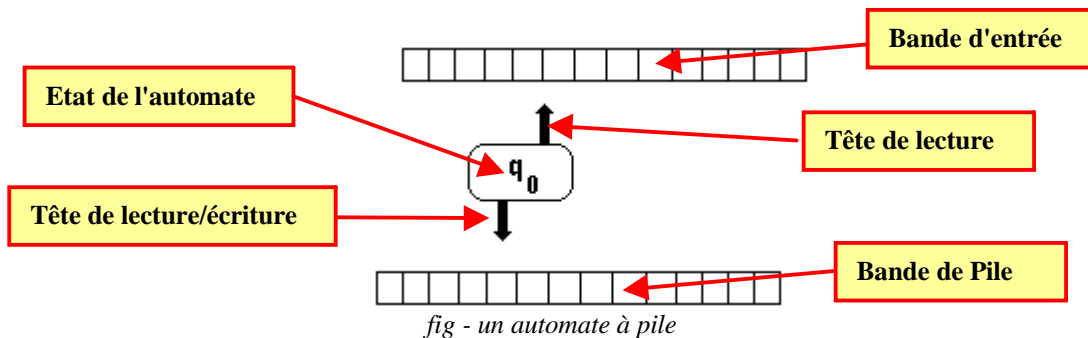 Bande d'entrée
Etat de l'automate
Tête de lecture
q0
Tête de lecture/écriture
Bande de Pile
fig - un automate à pile